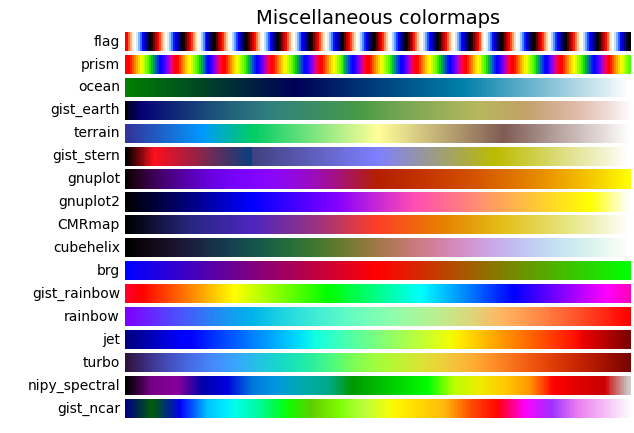 Miscellaneous colormaps
flag
prism
ocean
gist_earth
terrain
gist_stern
gnuplot
gnuplot2
CMRmap
cubehelix
brg
gist_rainbow
rainbow
jet
turbo
nipy_spectral
gist_ncar